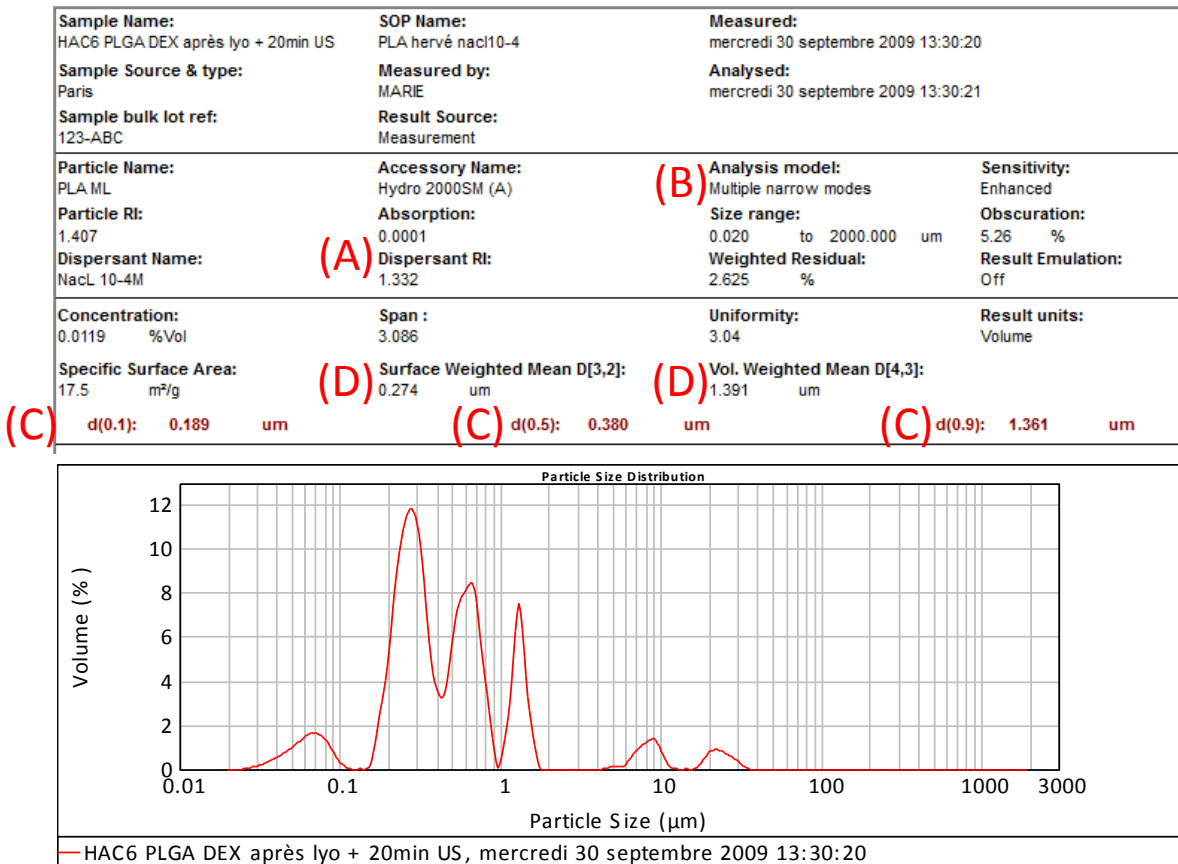 Sample Name: SOP Name: Measured:
HAC6 PLGA DEX après lyo + 20min US PLA hervé nacl10-4 mercredi 30 septembre 2009 13:30:20
Sample Source & type: Measured by: Analysed:
Paris MARIE mercredi 30 septembre 2009 13:30:21
Sample bulk lot ref: Result Source:
123-ABC Measurement
Particle Name: Accessory Name: (B) Analysis model: Sensitivity:
PLA ML Hydro 2000SM (A) Multiple narrow modes Enhanced
Particle RI: Absorption: Size range: Obscuration:
1.407 0.0001 0.020 to 2000.000 um 5.26 %
Dispersant Name: (A) Dispersant RI: Weighted Residual: Result Emulation:
NacL 10-4M 1.332 2.625 % Off
Concentration: Span : Uniformity: Result units:
0.0119 %Vol 3.086 3.04 Volume
Specific Surface Area: (D) Surface Weighted Mean D[3,2]: (D) Vol. Weighted Mean D[4,3]:
17.5 m²/g 0.274 um 1.391 um
(C) d(0.1): 0.189 um (C) d(0.5): 0.380 um (C) d(0.9): 1.361 um
Particle Size Distribution
Volume (%)
12
10
8
6
4
2
0
0.01 0.1 1 10 100 1000 3000
Particle Size (µm)
HAC6 PLGA DEX après lyo + 20min US, mercredi 30 septembre 2009 13:30:20